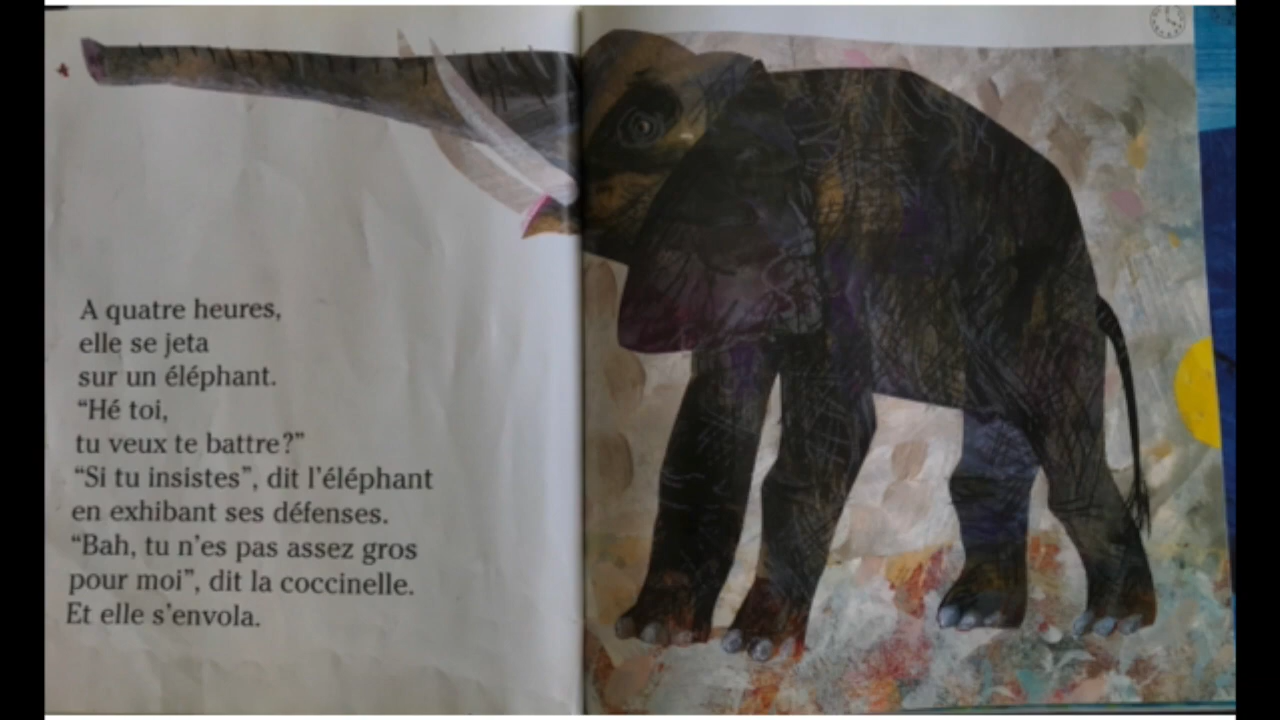 A quatre heures,
elle se jeta
sur un éléphant.
“Hé toi,
tu veux te battre?”
“Si tu insistes”, dit l’éléphant
en exhibant ses défenses.
“Bah, tu n’es pas assez gros
pour moi”, dit la coccinelle.
Et elle s’envola.